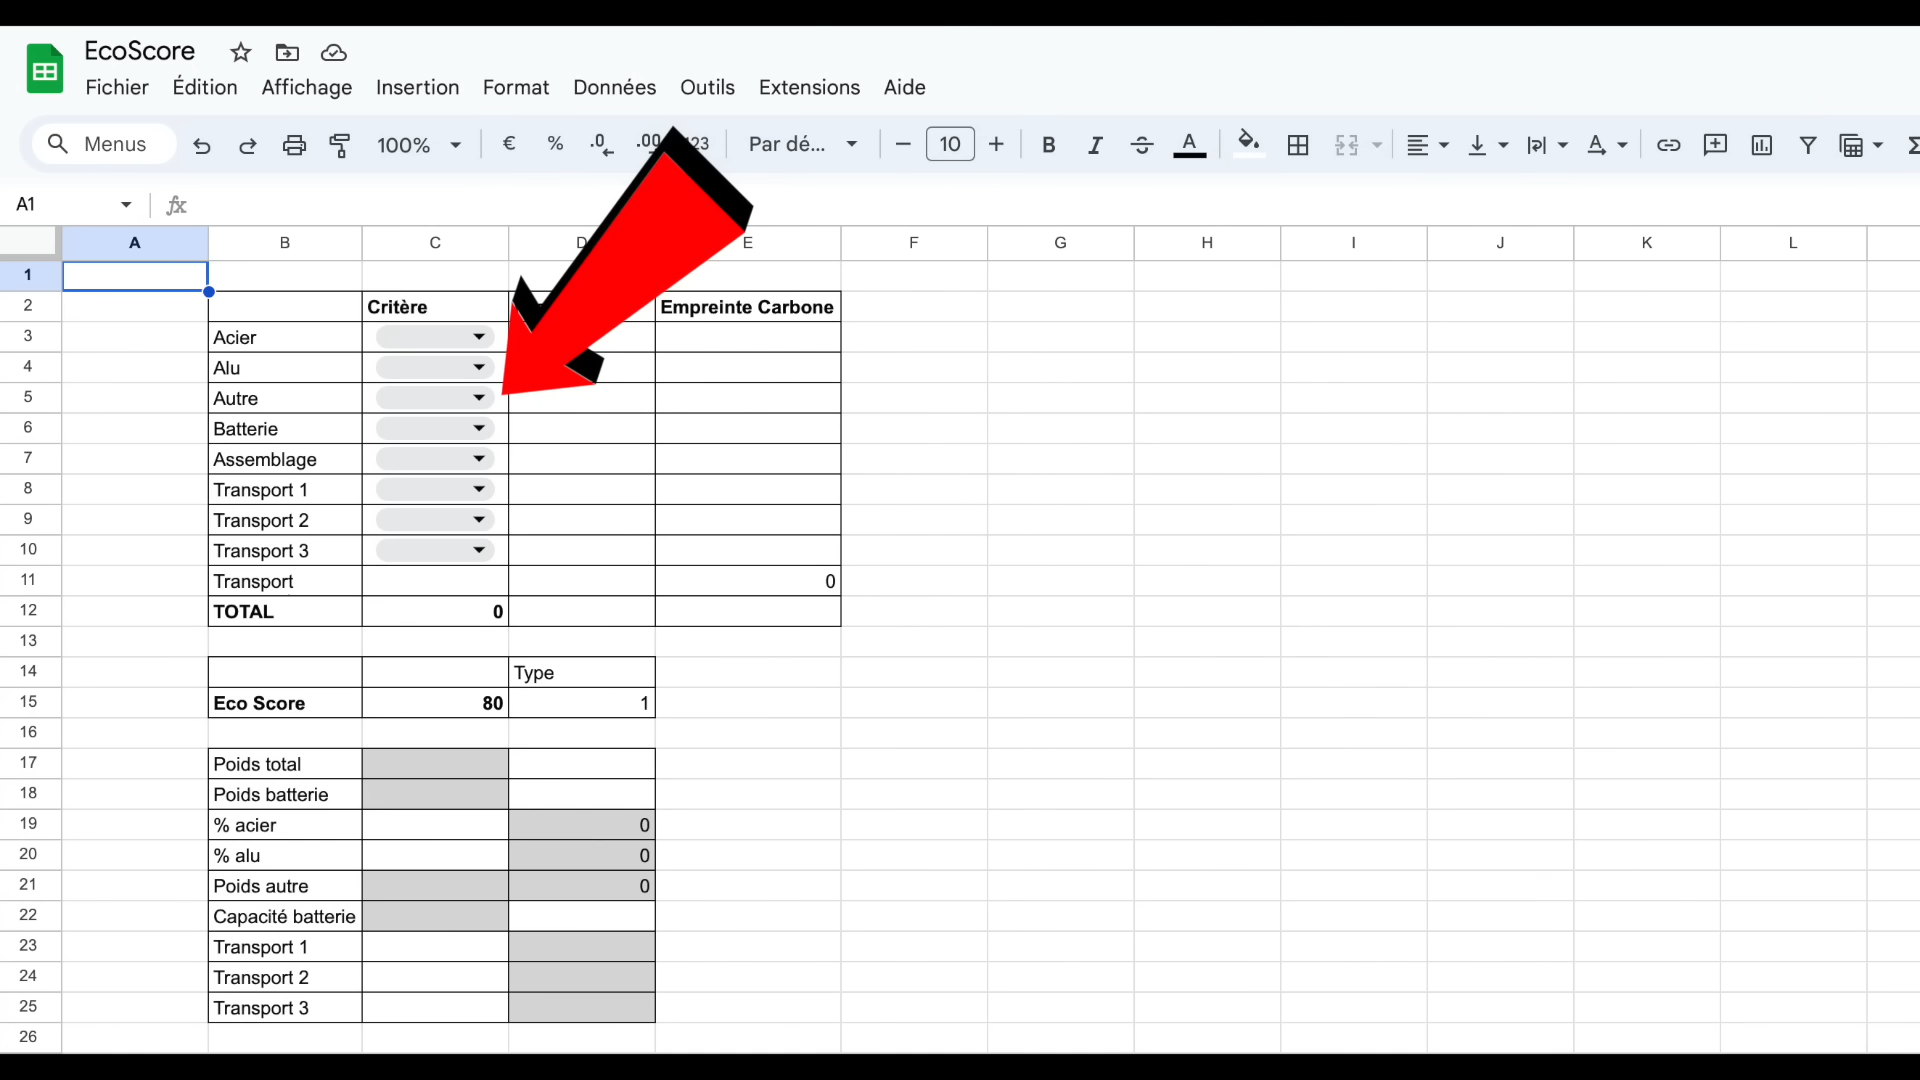 EcoScore
Fichier Édition Affichage Insertion Format Données Outils Extensions Aide
Menus 100% € % .0 .00 123 Par dé... 10 B I A
A1 fx
A B C D E F G H I J K L
1
2 Critère Empreinte Carbone
3 Acier
4 Alu
5 Autre
6 Batterie
7 Assemblage
8 Transport 1
9 Transport 2
10 Transport 3
11 Transport 0
12 TOTAL 0
13
14 Type
15 Eco Score 80 1
16
17 Poids total
18 Poids batterie
19 % acier 0
20 % alu 0
21 Poids autre 0
22 Capacité batterie
23 Transport 1
24 Transport 2
25 Transport 3
26